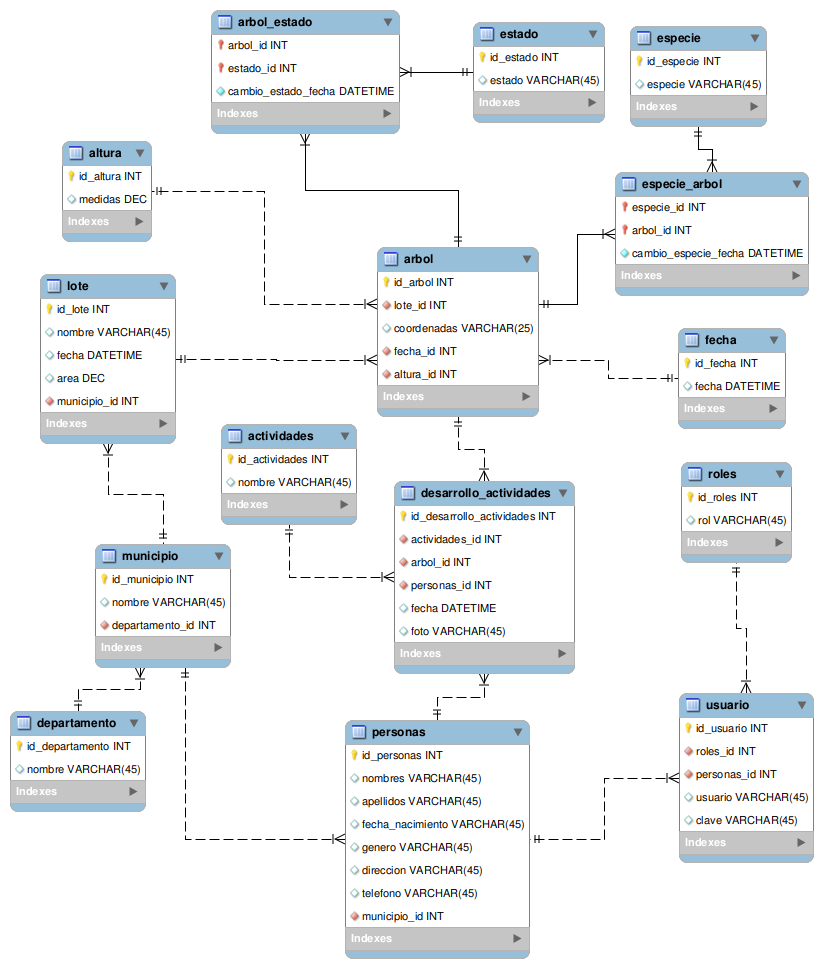 arbol_estado
arbol_id INT
estado_id INT
cambio_estado_fecha DATETIME
Indexes
estado
id_estado INT
estado VARCHAR(45)
Indexes
especie
id_especie INT
especie VARCHAR(45)
Indexes
altura
id_altura INT
medidas DEC
Indexes
especie_arbol
especie_id INT
arbol_id INT
cambio_especie_fecha DATETIME
Indexes
arbol
id_arbol INT
lote_id INT
coordenadas VARCHAR(25)
fecha_id INT
altura_id INT
Indexes
lote
id_lote INT
nombre VARCHAR(45)
fecha DATETIME
area DEC
municipio_id INT
Indexes
fecha
id_fecha INT
fecha DATETIME
Indexes
actividades
id_actividades INT
nombre VARCHAR(45)
Indexes
desarrollo_actividades
id_desarrollo_actividades INT
actividades_id INT
arbol_id INT
personas_id INT
fecha DATETIME
foto VARCHAR(45)
Indexes
roles
id_roles INT
rol VARCHAR(45)
Indexes
municipio
id_municipio INT
nombre VARCHAR(45)
departamento_id INT
Indexes
departamento
id_departamento INT
nombre VARCHAR(45)
Indexes
personas
id_personas INT
nombres VARCHAR(45)
apellidos VARCHAR(45)
fecha_nacimiento VARCHAR(45)
genero VARCHAR(45)
direccion VARCHAR(45)
telefono VARCHAR(45)
municipio_id INT
Indexes
usuario
id_usuario INT
roles_id INT
personas_id INT
usuario VARCHAR(45)
clave VARCHAR(45)
Indexes